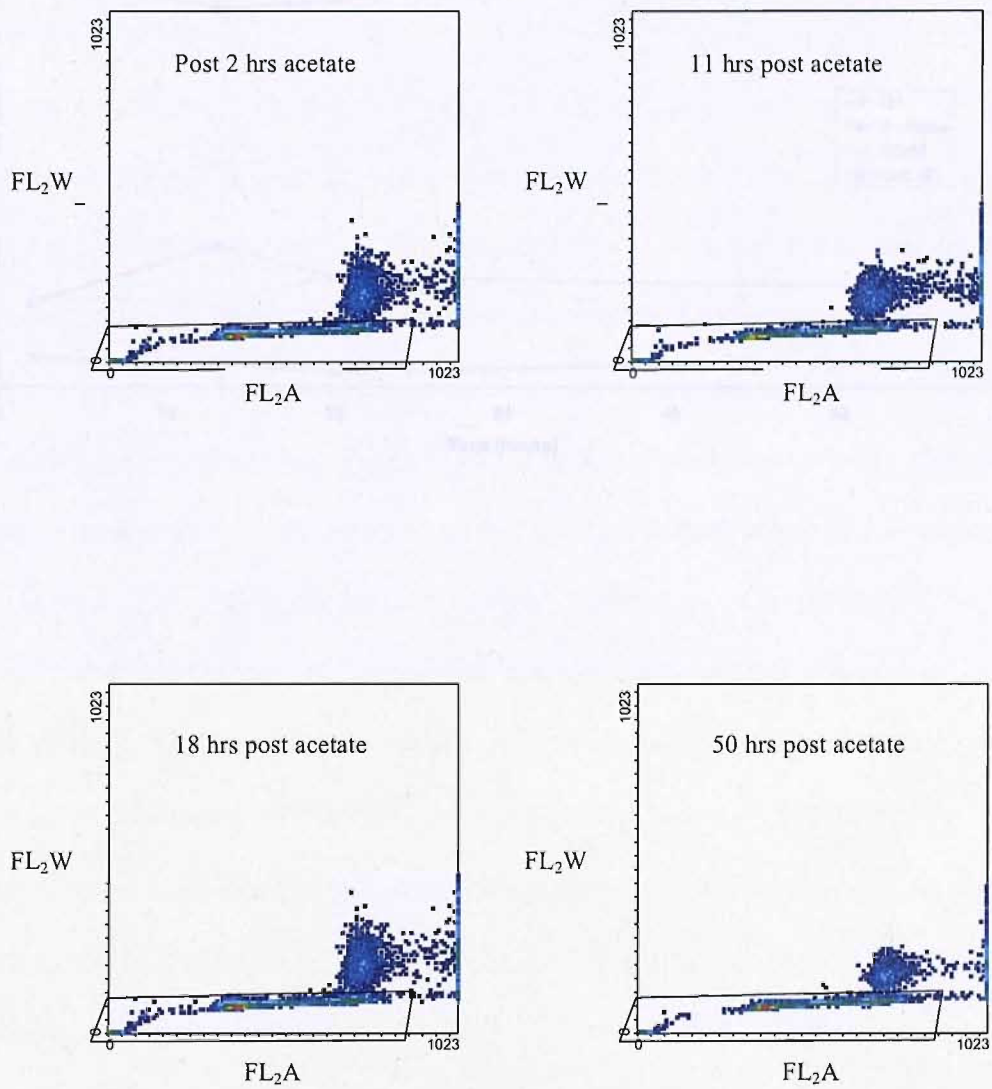 1023
Post 2 hrs acetate
FL₂W
0
0
1023
FL₂A
1023
11 hrs post acetate
FL₂W
0
0
1023
FL₂A
1023
18 hrs post acetate
FL₂W
0
0
1023
FL₂A
1023
50 hrs post acetate
FL₂W
0
0
1023
FL₂A